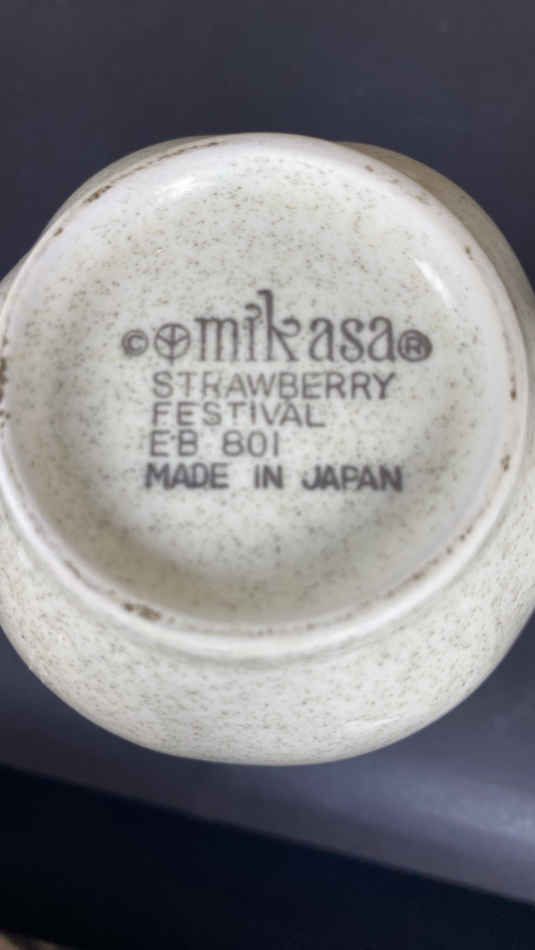 © mikasa®
STRAWBERRY
FESTIVAL
EB 801
MADE IN JAPAN